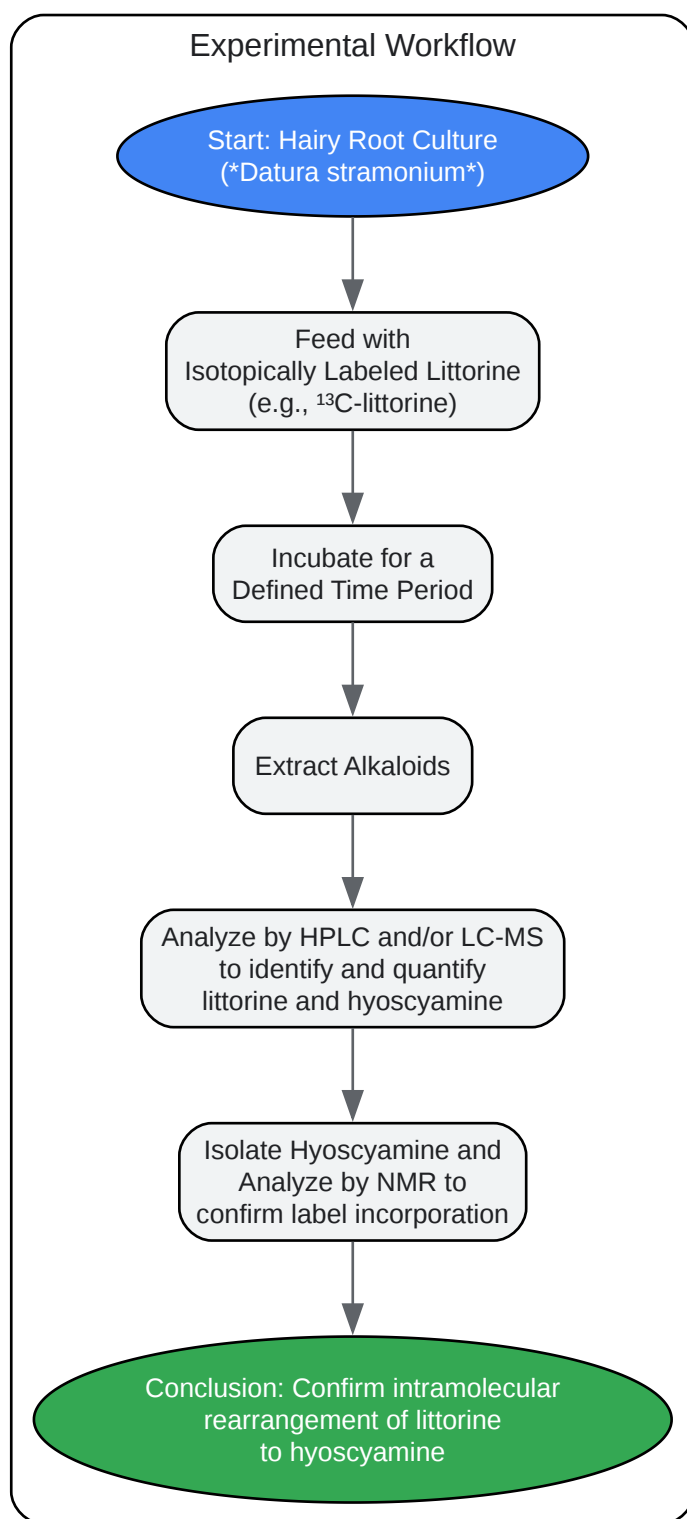 Experimental Workflow
Start: Hairy Root Culture
(*Datura stramonium*)
Feed with
Isotopically Labeled Littorine
(e.g., ¹³C-littorine)
Incubate for a
Defined Time Period
Extract Alkaloids
Analyze by HPLC and/or LC-MS
to identify and quantify
littorine and hyoscyamine
Isolate Hyoscyamine and
Analyze by NMR to
confirm label incorporation
Conclusion: Confirm intramolecular
rearrangement of littorine
to hyoscyamine